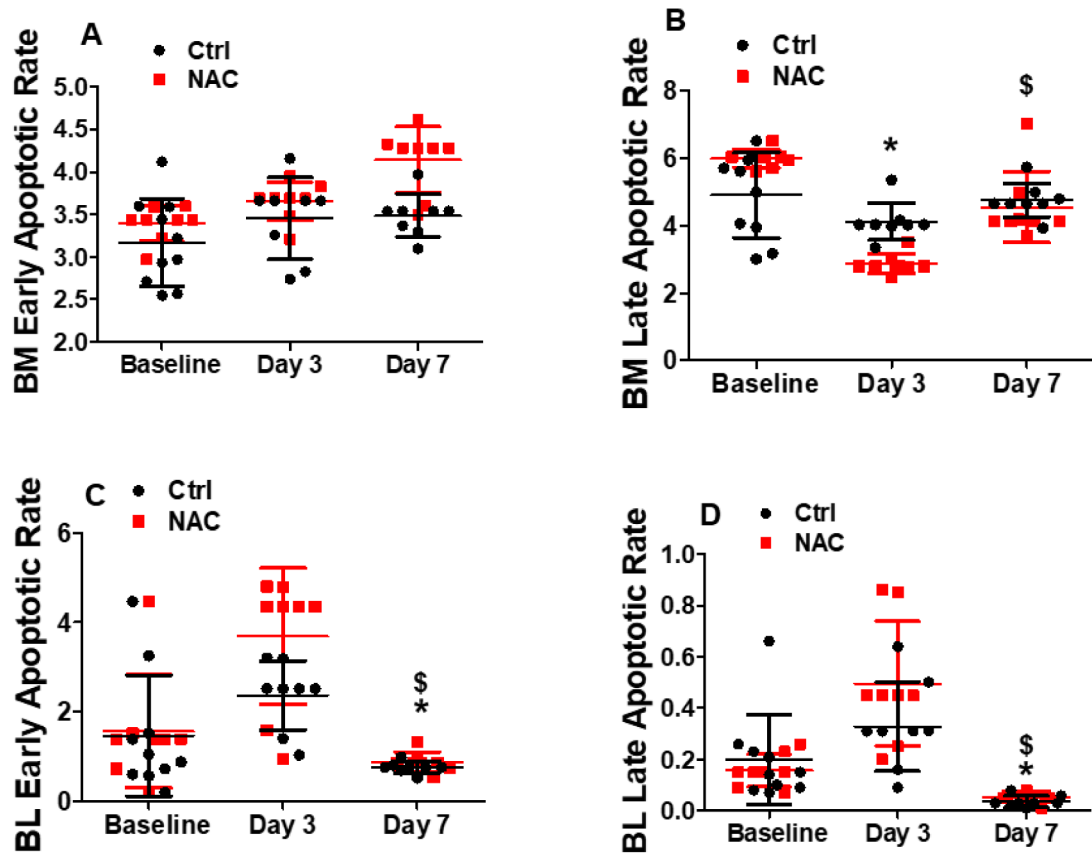 A
Ctrl
NAC
BM Early Apoptotic Rate
5.0
4.5
4.0
3.5
3.0
2.5
2.0
Baseline Day 3 Day 7
B
Ctrl
NAC
BM Late Apoptotic Rate
8
6
4
2
0
*
$
Baseline Day 3 Day 7
C
Ctrl
NAC
BL Early Apoptotic Rate
6
4
2
0
$
*
Baseline Day 3 Day 7
D
Ctrl
NAC
BL Late Apoptotic Rate
1.0
0.8
0.6
0.4
0.2
0.0
$
*
Baseline Day 3 Day 7